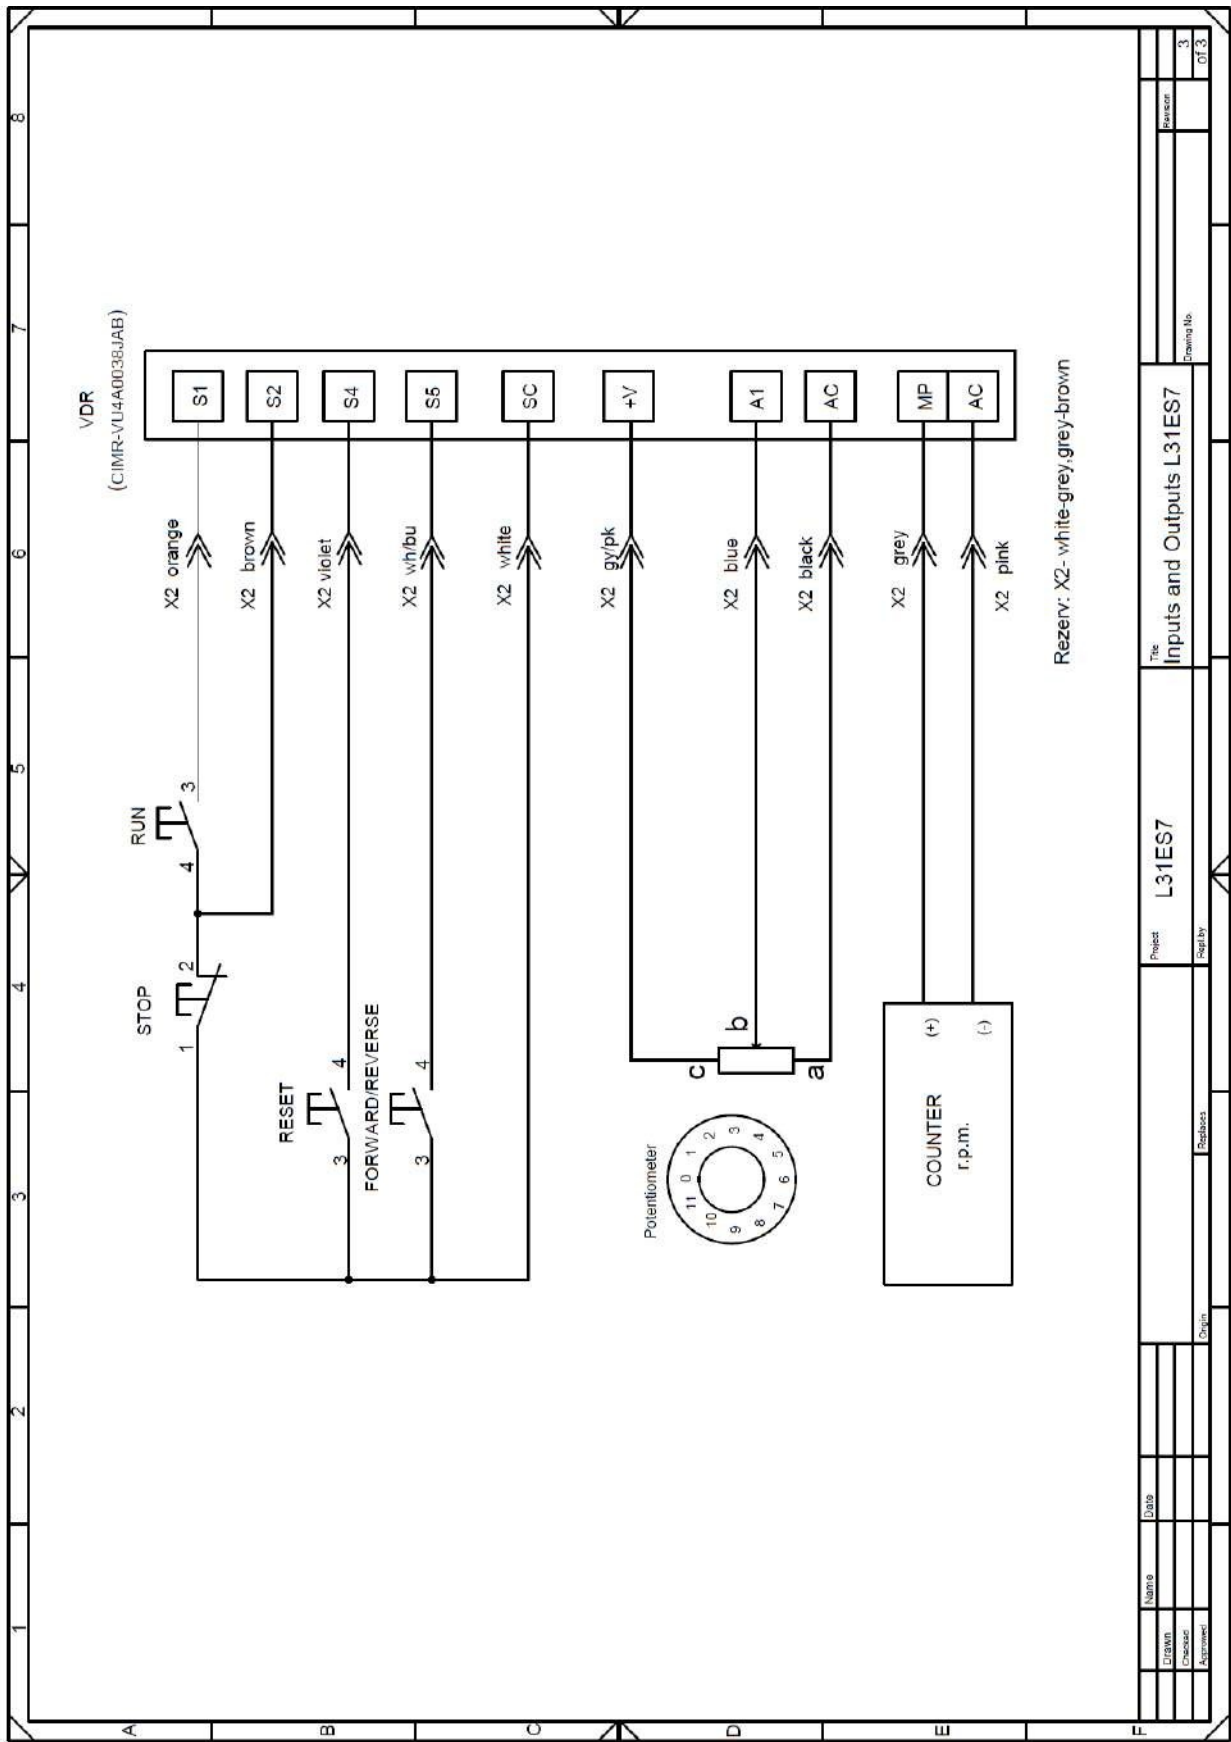 1 2 3 4 5 6 7 8
A
B
C
D
E
F
VDR
(CIMR-VU4A0038JAB)
STOP
1 2
RUN
4 3
X2 orange
S1
X2 brown
S2
RESET
3 4
X2 violet
S4
FORWARD/REVERSE
3 4
X2 wh/bu
S5
X2 white
SC
Potentiometer
0 1 2 3 4 5 6 7 8 9 10 11
c
b
a
X2 gy/pk
+V
X2 blue
A1
X2 black
AC
COUNTER
r.p.m.
(+)
(-)
X2 grey
MP
X2 pink
AC
Rezerv: X2- white-grey,grey-brown
Name Date
Drawn
Checked
Approved
Origin
Replaces
Repl.by
Project
L31ES7
Title
Inputs and Outputs L31ES7
Drawing No.
Revision
3
of 3